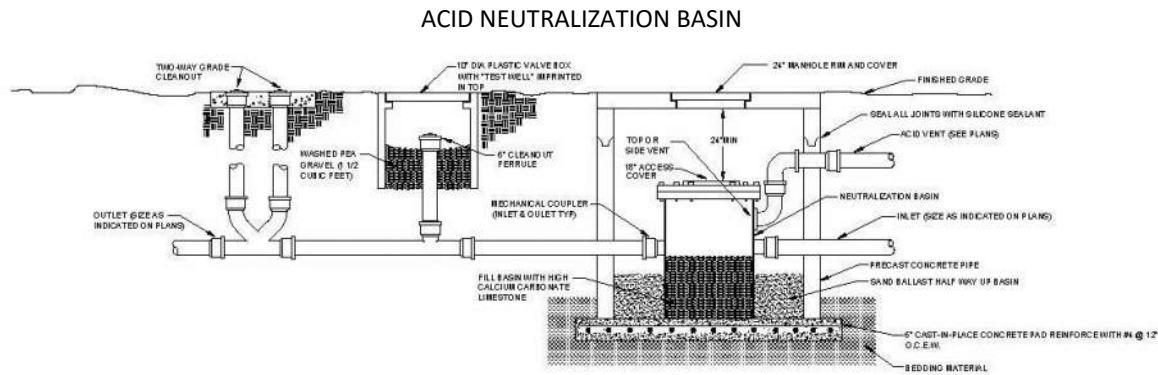 ACID NEUTRALIZATION BASIN
TWO-WAY GRADE
CLEANOUT
10" DIA PLASTIC VALVE BOX
WITH "TEST WELL" IMPRINTED
IN TOP
24" MANHOLE RIM AND COVER
FINISHED GRADE
SEAL ALL JOINTS WITH SILICONE SEALANT
24" MIN
TOP OR
SIDE VENT
ACID VENT (SEE PLANS)
WASHED PEA
GRAVEL (1 1/2
CUBIC FEET)
6" CLEANOUT
FERRULE
18" ACCESS
COVER
MECHANICAL COUPLER
(INLET & OULET TYP)
NEUTRALIZATION BASIN
OUTLET (SIZE AS
INDICATED ON PLANS)
INLET (SIZE AS INDICATED ON PLANS)
PRECAST CONCRETE PIPE
FILL BASIN WITH HIGH
CALCIUM CARBONATE
LIMESTONE
SAND BALLAST HALF WAY UP BASIN
6" CAST-IN-PLACE CONCRETE PAD REINFORCE WITH #4 @ 12"
O.C.E.W.
BEDDING MATERIAL